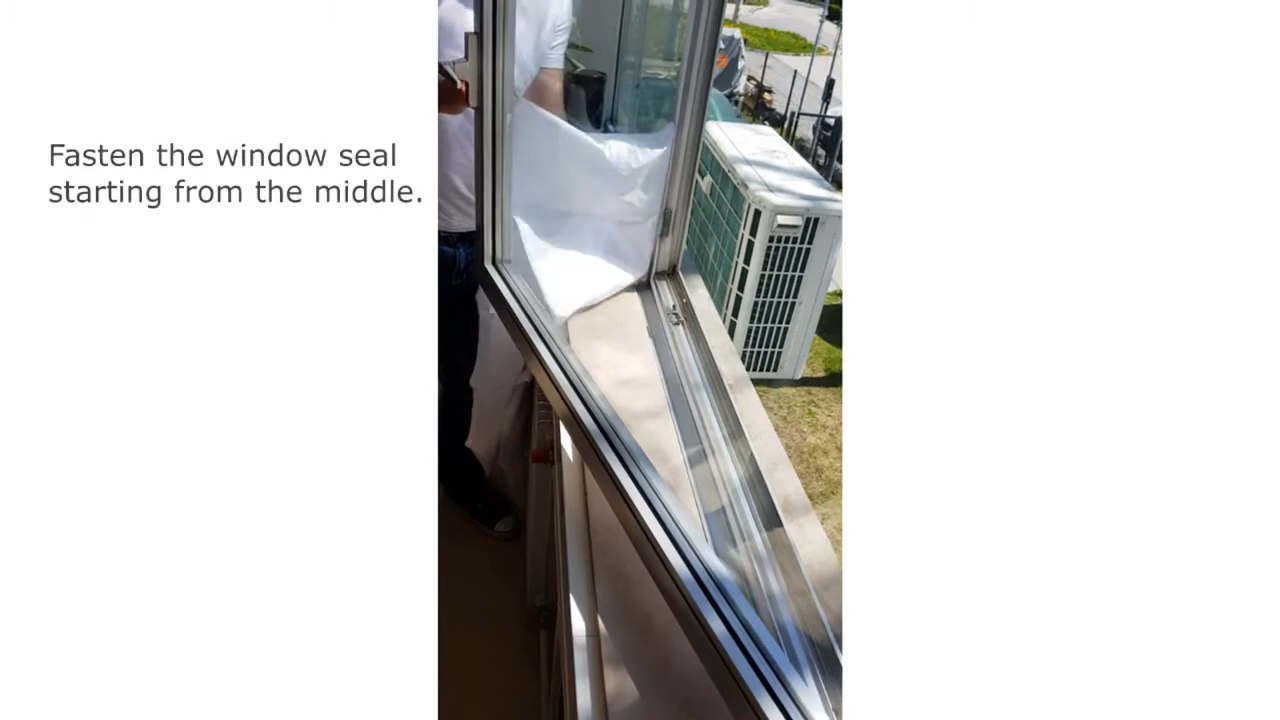 Fasten the window seal
starting from the middle.